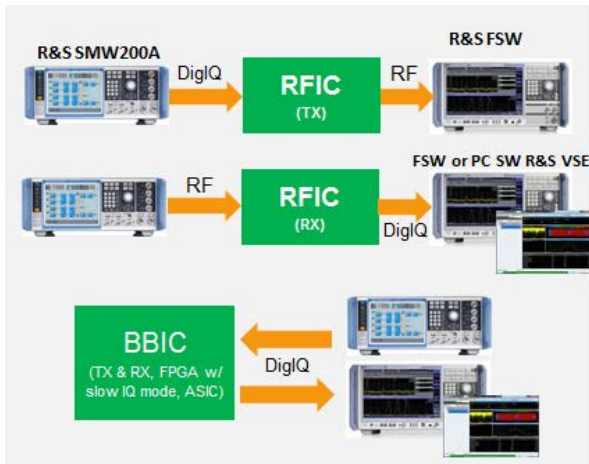 R&S SMW200A
R&S FSW
DigIQ
RFIC
(TX)
RF
FSW or PC SW R&S VSE
RF
RFIC
(RX)
DigIQ
BBIC
(TX & RX, FPGA w/
slow IQ mode, ASIC)
DigIQ